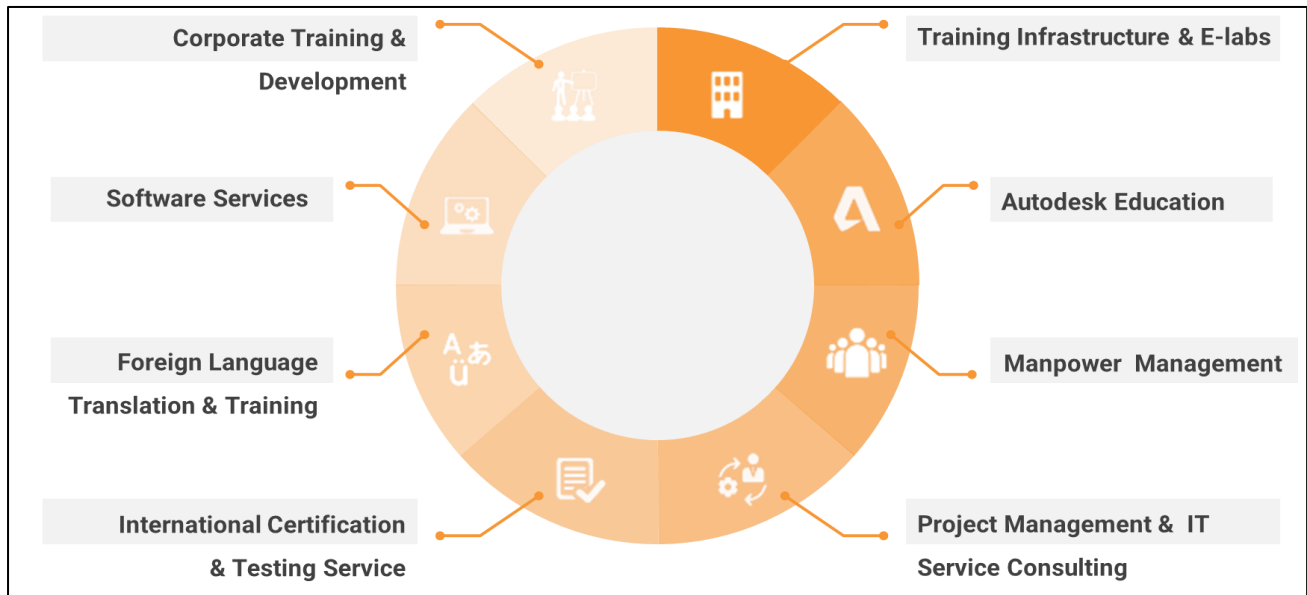 Corporate Training &
Development
Training Infrastructure & E-labs
Software Services
Autodesk Education
Foreign Language
Translation & Training
Manpower Management
International Certification
& Testing Service
Project Management & IT
Service Consulting
A
あ
ü